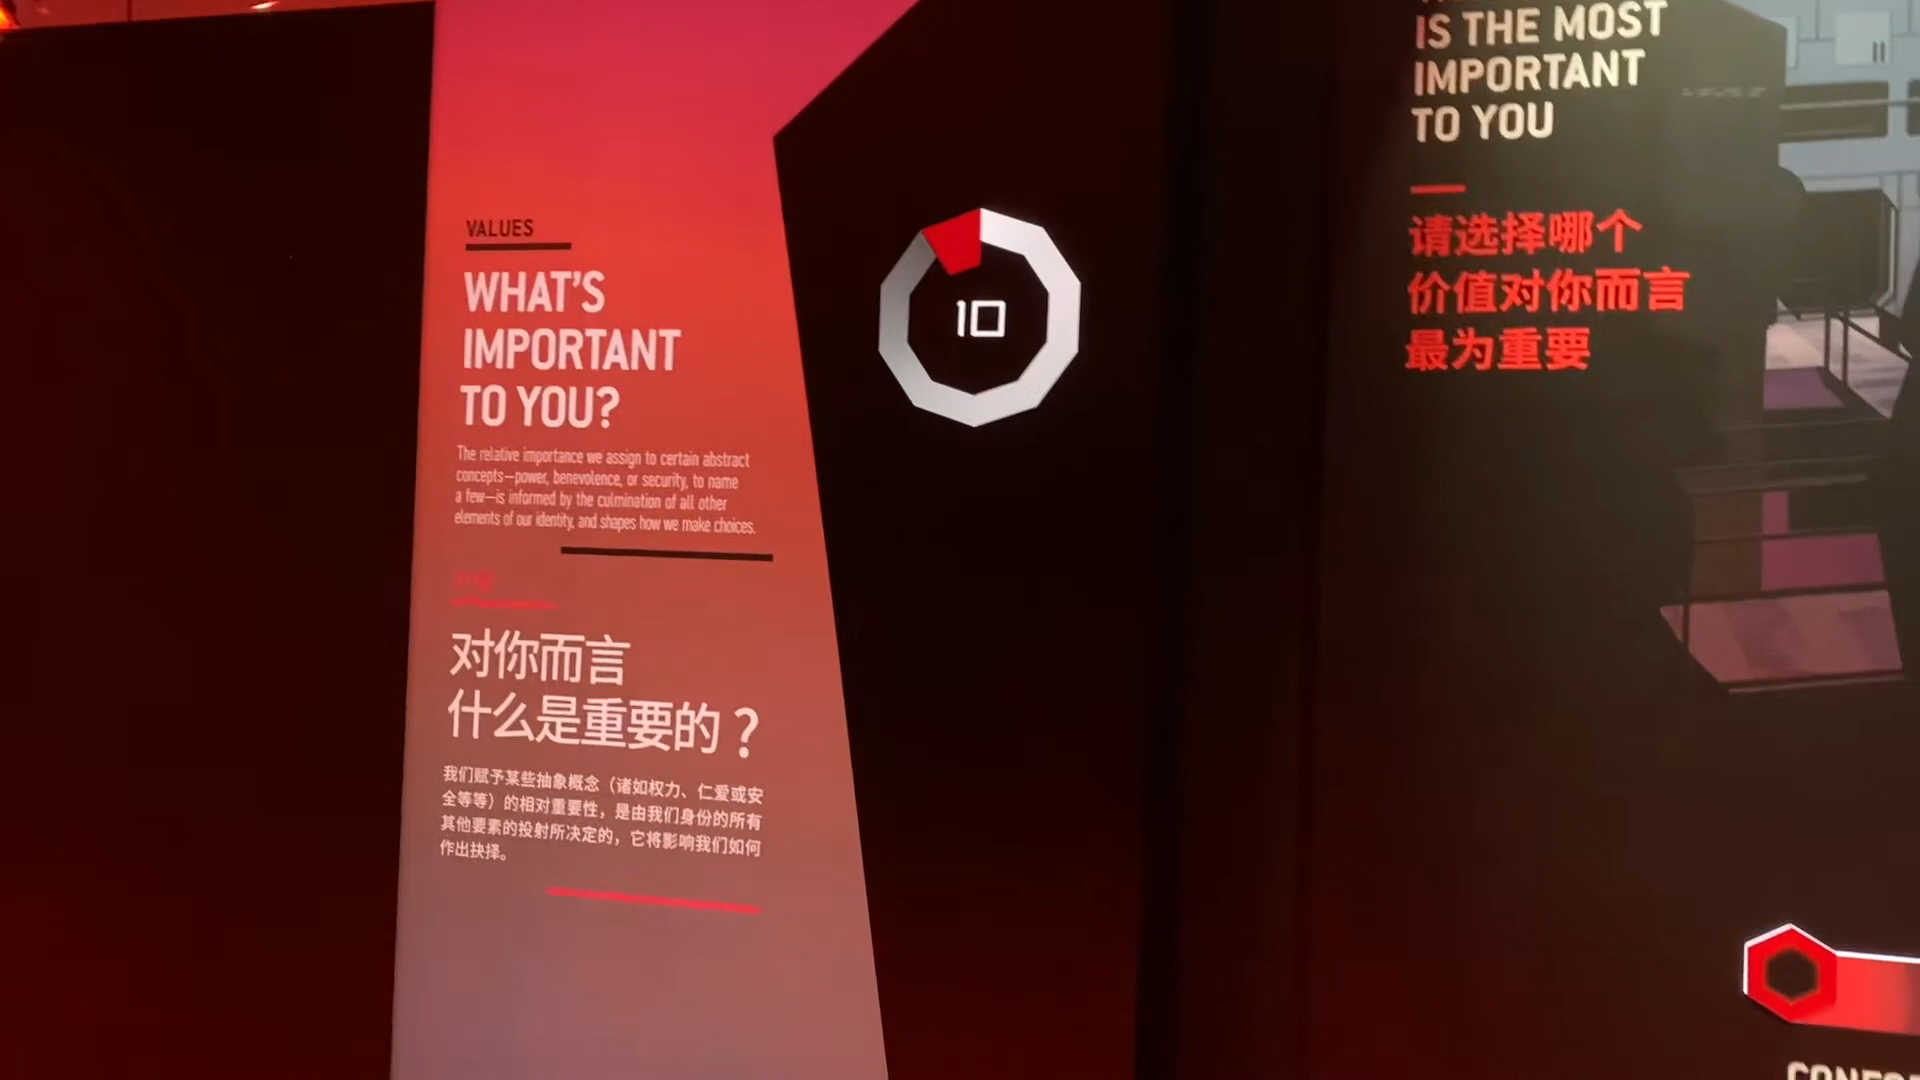 VALUES
WHAT'S
IMPORTANT
TO YOU?
The relative importance we assign to certain abstract
concepts—power, benevolence, or security, to name
a few—is informed by the culmination of all other
elements of our identity, and shapes how we make choices.
对你而言
什么是重要的？
我们赋予某些抽象概念（诸如权力、仁爱或安
全等等）的相对重要性，是由我们身份的所有
其他要素的投射所决定的，它将影响我们如何
作出抉择。
10
IS THE MOST
IMPORTANT
TO YOU
请选择哪个
价值对你而言
最为重要